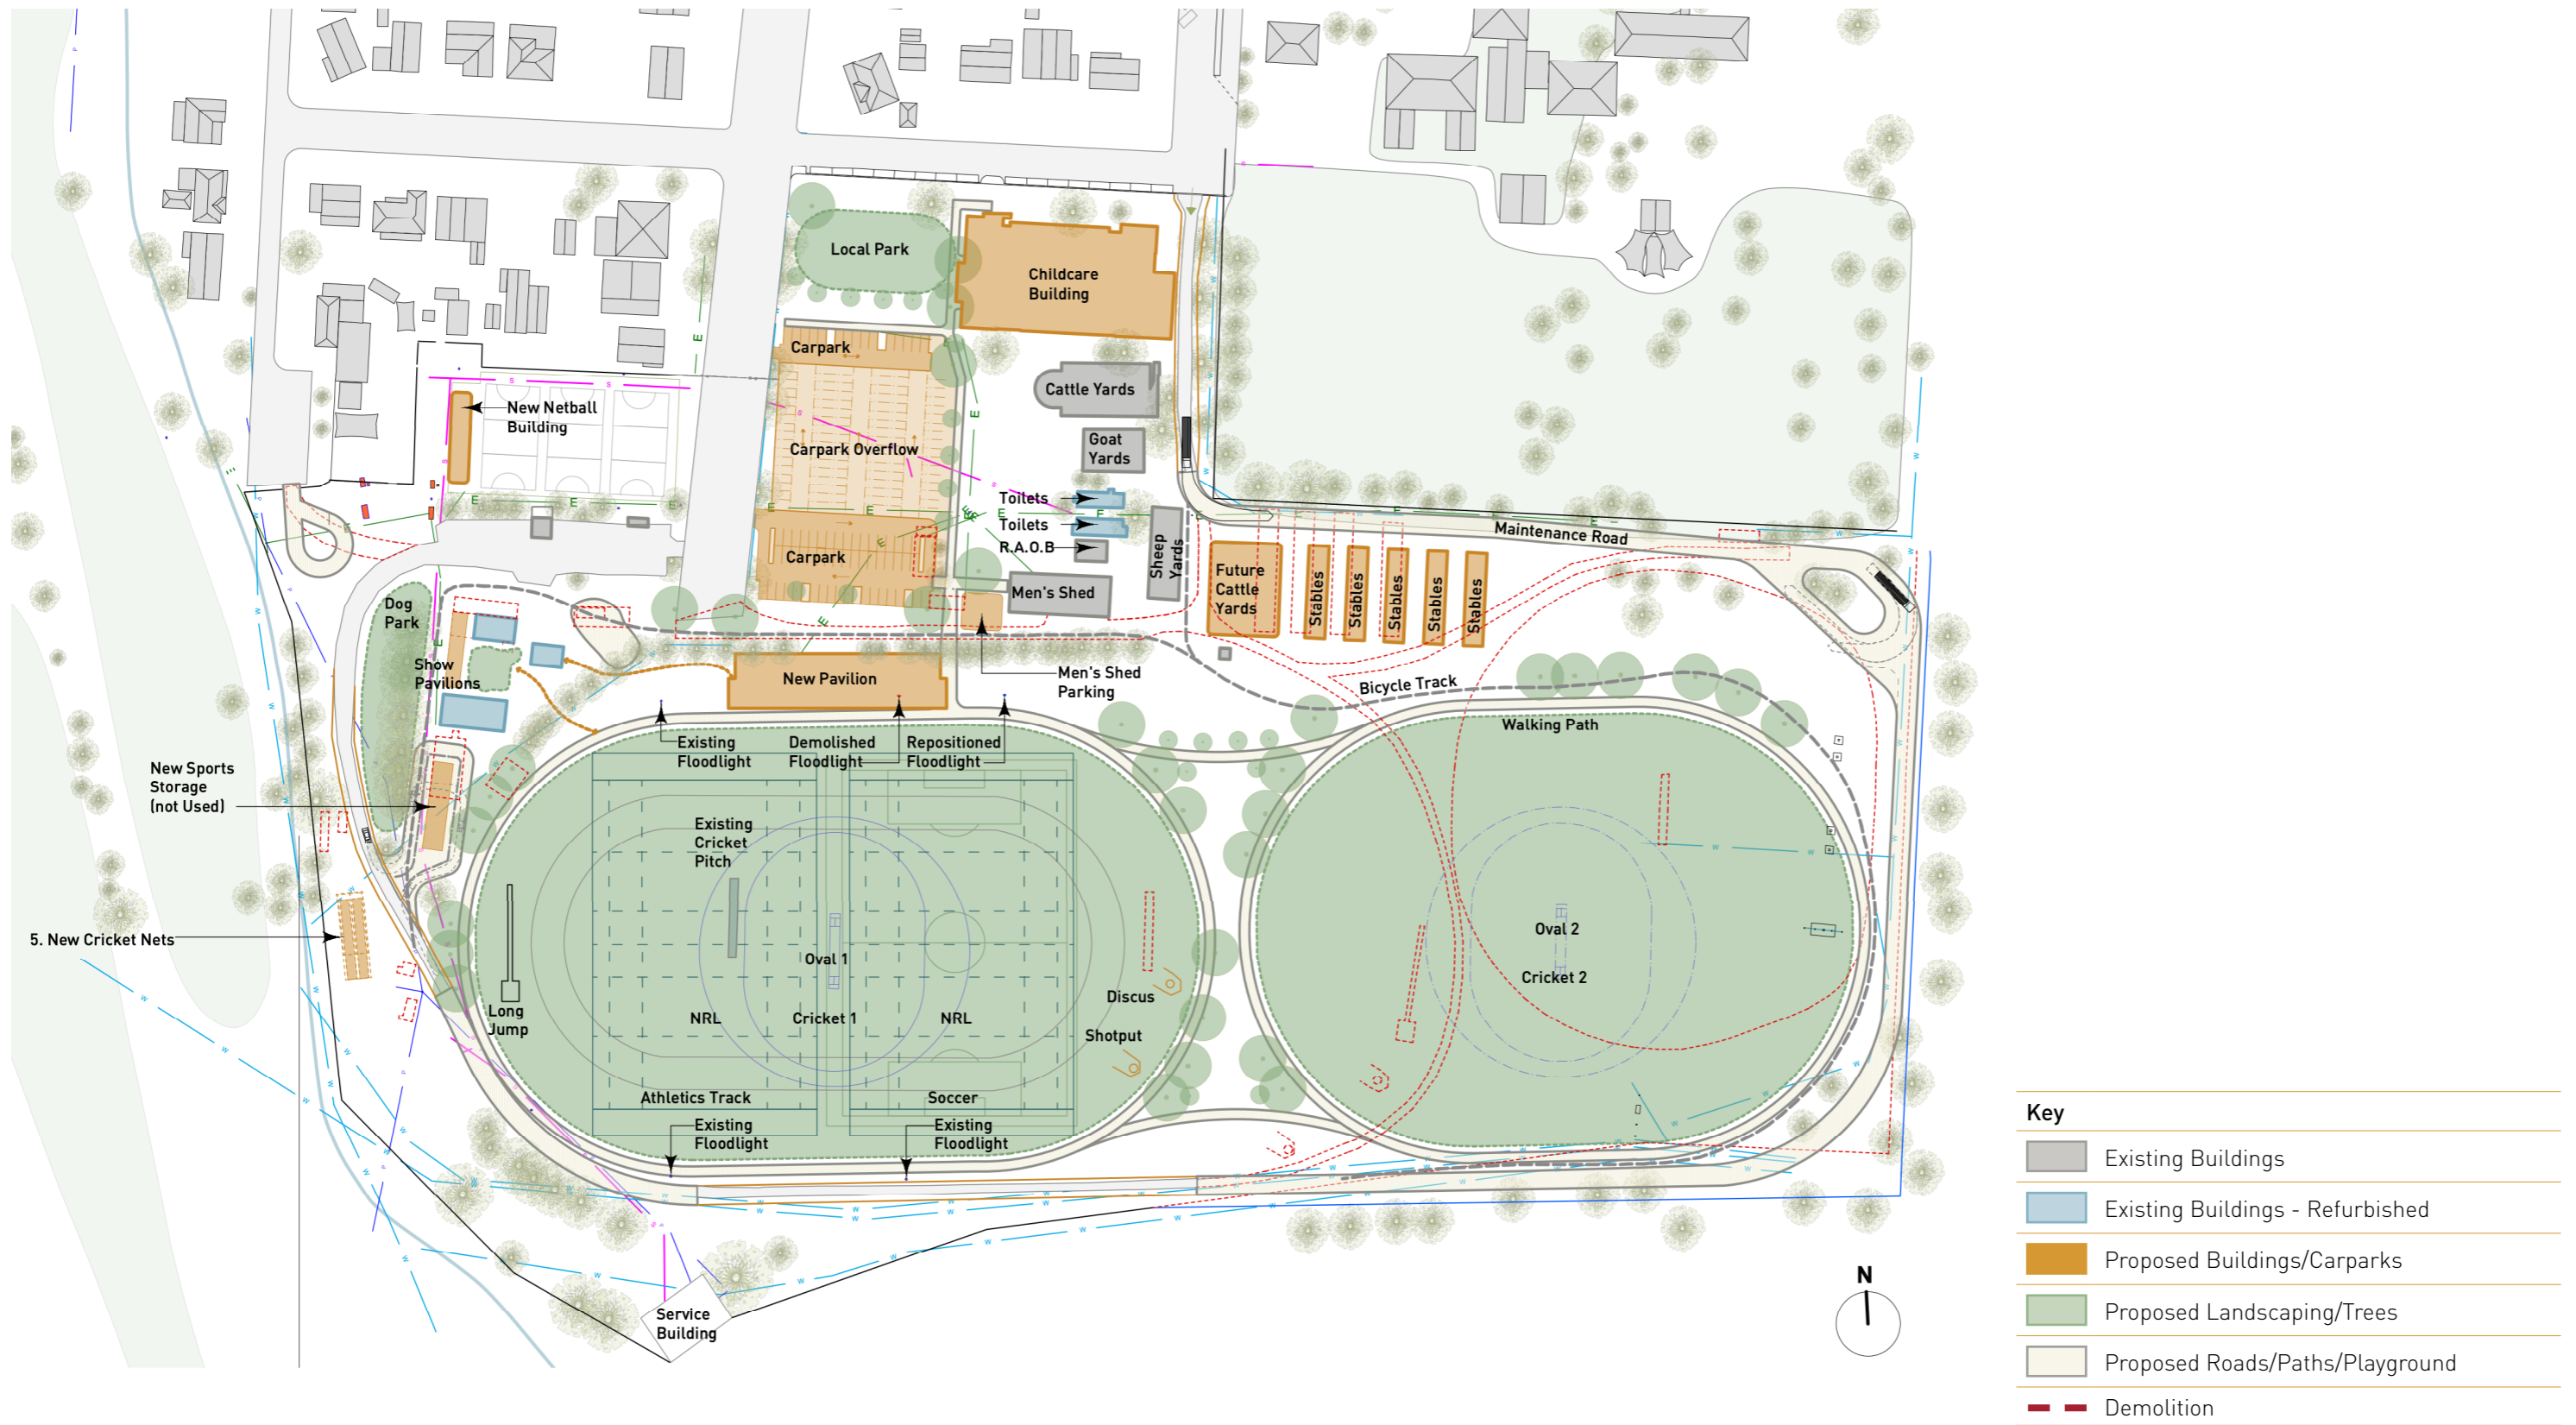 Local Park
Childcare
Building
Carpark
Cattle Yards
New Netball
Building
Goat
Yards
Carpark Overflow
Toilets
Toilets
R.A.O.B
Sheep
Yards
Maintenance Road
Carpark
Men's Shed
Future
Cattle
Yards
Stables
Stables
Stables
Stables
Stables
Dog
Park
Show
Pavilions
New Pavilion
Men's Shed
Parking
Bicycle Track
Walking Path
Existing
Floodlight
Demolished
Floodlight
Repositioned
Floodlight
New Sports
Storage
(not Used)
Existing
Cricket
Pitch
5. New Cricket Nets
Oval 1
Oval 2
Cricket 2
Discus
Long
Jump
NRL
Cricket 1
NRL
Shotput
Athletics Track
Soccer
Existing
Floodlight
Existing
Floodlight
Service
Building
N
Key
Existing Buildings
Existing Buildings - Refurbished
Proposed Buildings/Carparks
Proposed Landscaping/Trees
Proposed Roads/Paths/Playground
Demolition